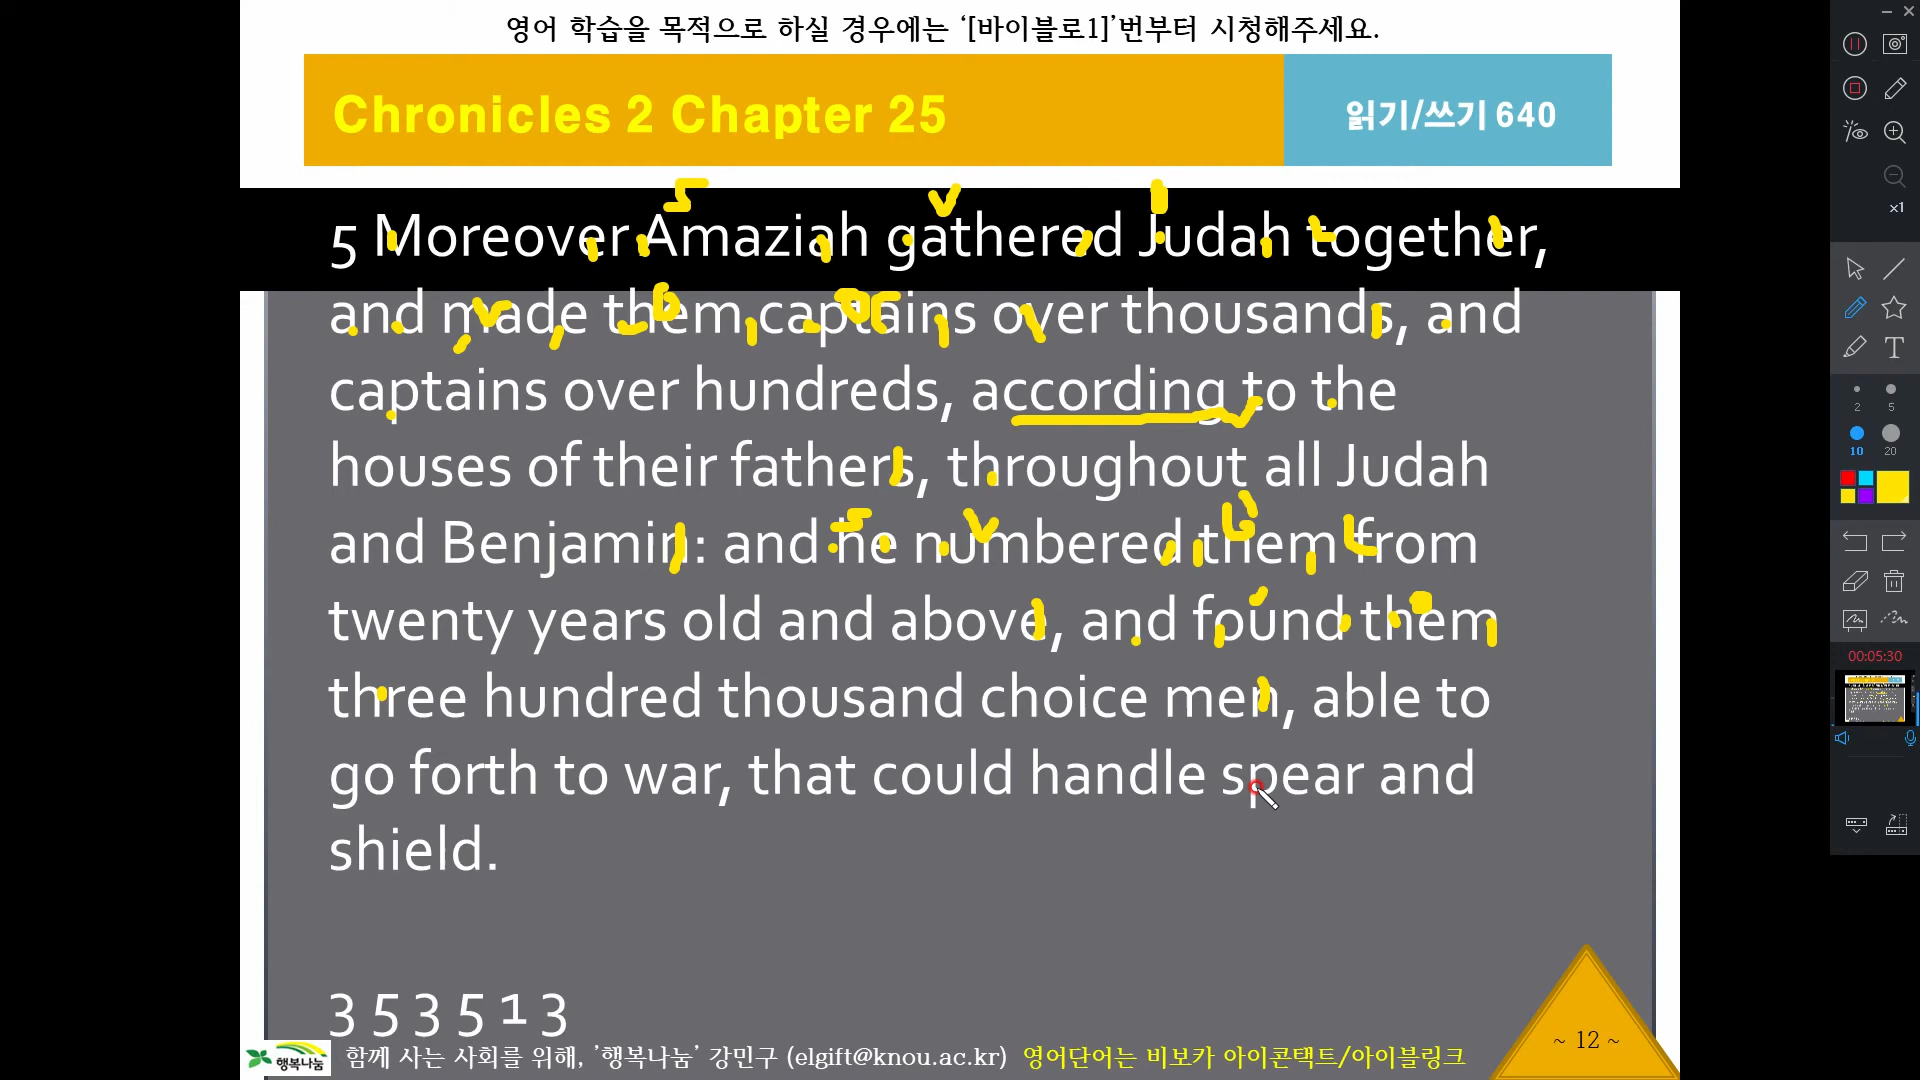 영어 학습을 목적으로 하실 경우에는 ‘[바이블로1]’번부터 시청해주세요.
Chronicles 2 Chapter 25
읽기/쓰기 640
5 Moreover Amaziah gathered Judah together,
and made them captains over thousands, and
captains over hundreds, according to the
houses of their fathers, throughout all Judah
and Benjamin: and he numbered them from
twenty years old and above, and found them
three hundred thousand choice men, able to
go forth to war, that could handle spear and
shield.
3 5 3 5 1 3
행복나눔
함께 사는 사회를 위해, ’행복나눔’ 강민구 (elgift@knou.ac.kr) 영어단어는 비보카 아이콘택트/아이블링크
~ 12 ~
x1
2 5
10 20
T
00:05:30